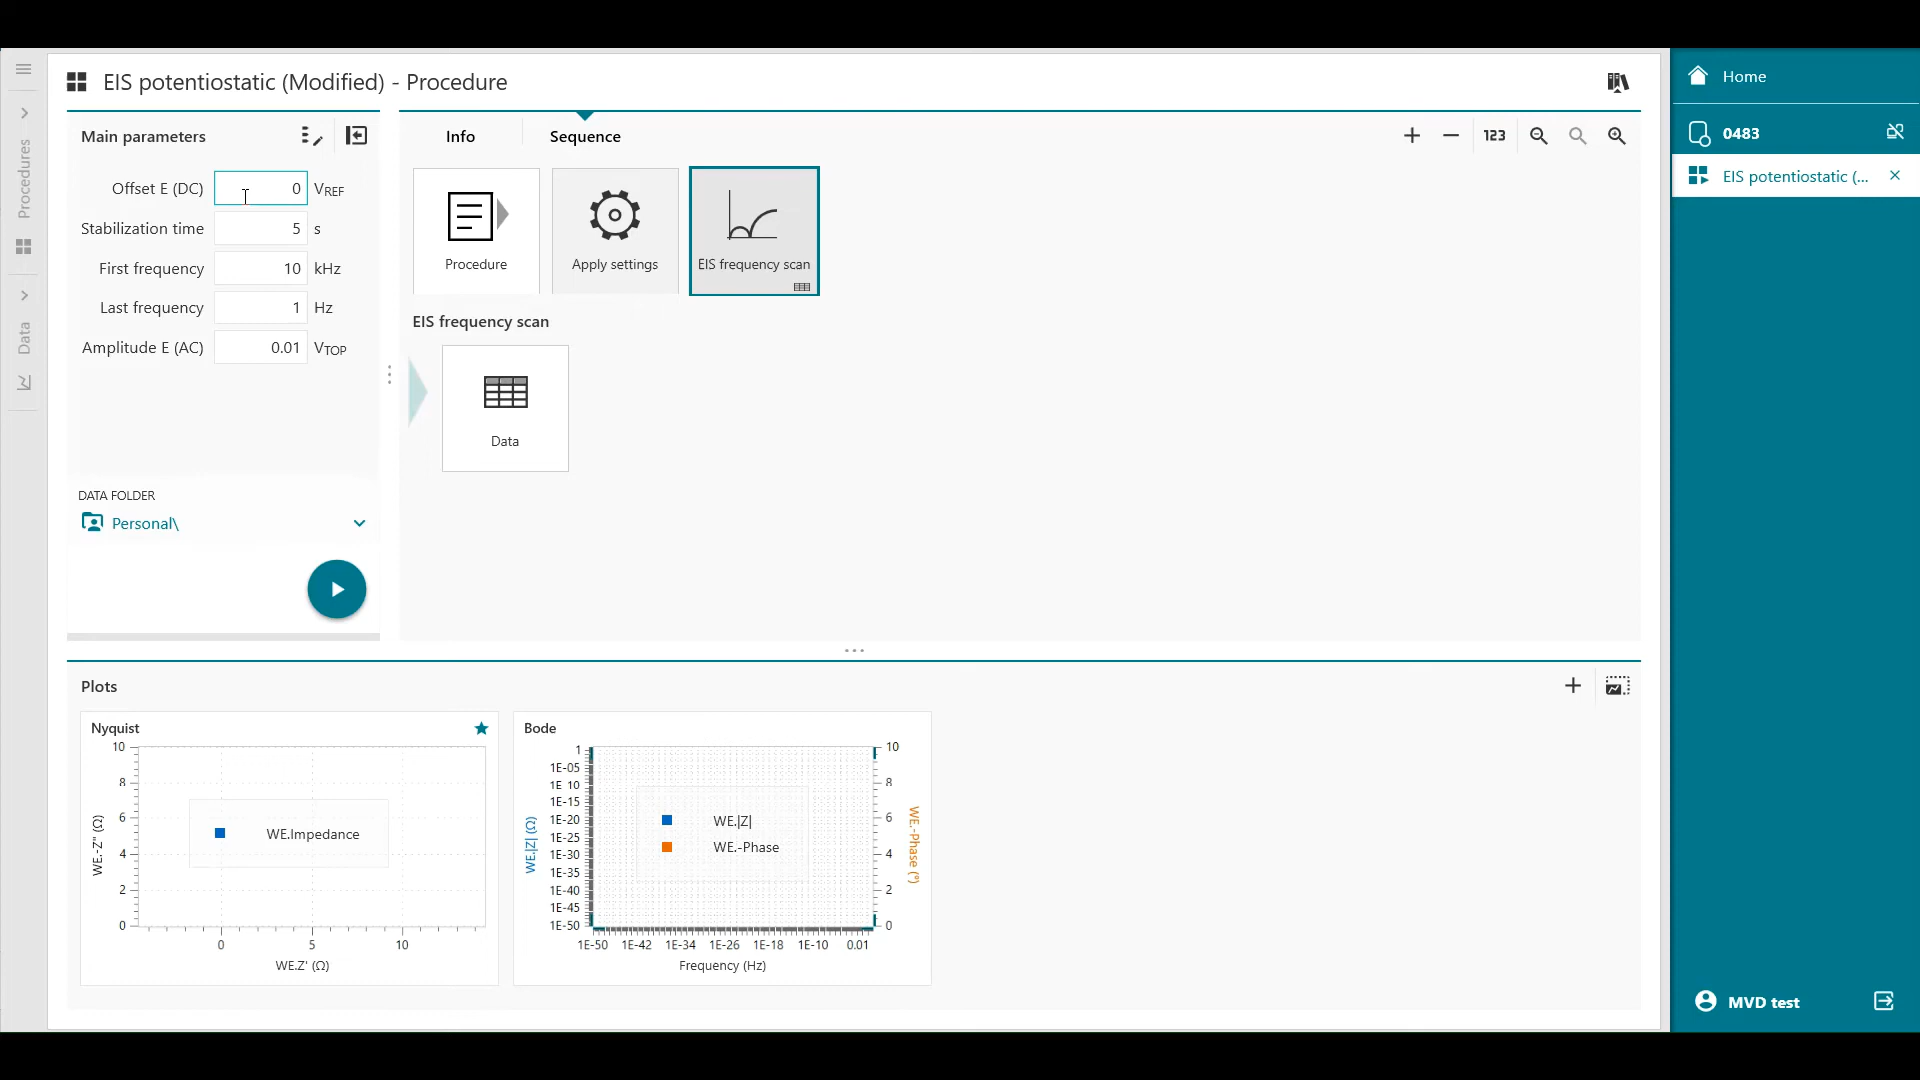 EIS potentiostatic (Modified) - Procedure
Procedures
Data
Main parameters
Offset E (DC) 0 VREF
Stabilization time 5 s
First frequency 10 kHz
Last frequency 1 Hz
Amplitude E (AC) 0.01 VTOP
DATA FOLDER
Personal\
Info
Sequence
123
Procedure
Apply settings
EIS frequency scan
EIS frequency scan
Data
Plots
Nyquist
10
8
6
4
2
0
WE.-Z'' (Ω)
WE.Impedance
0 5 10
WE.Z' (Ω)
Bode
1
1E-05
1E 10
1E-15
1E-20
1E-25
1E-30
1E-35
1E-40
1E-45
1E-50
WE.|Z| (Ω)
WE.|Z|
WE.-Phase
10
8
6
4
2
0
WE.-Phase (°)
1E-50 1E-42 1E-34 1E-26 1E-18 1E-10 0.01
Frequency (Hz)
Home
0483
EIS potentiostatic (...
MVD test